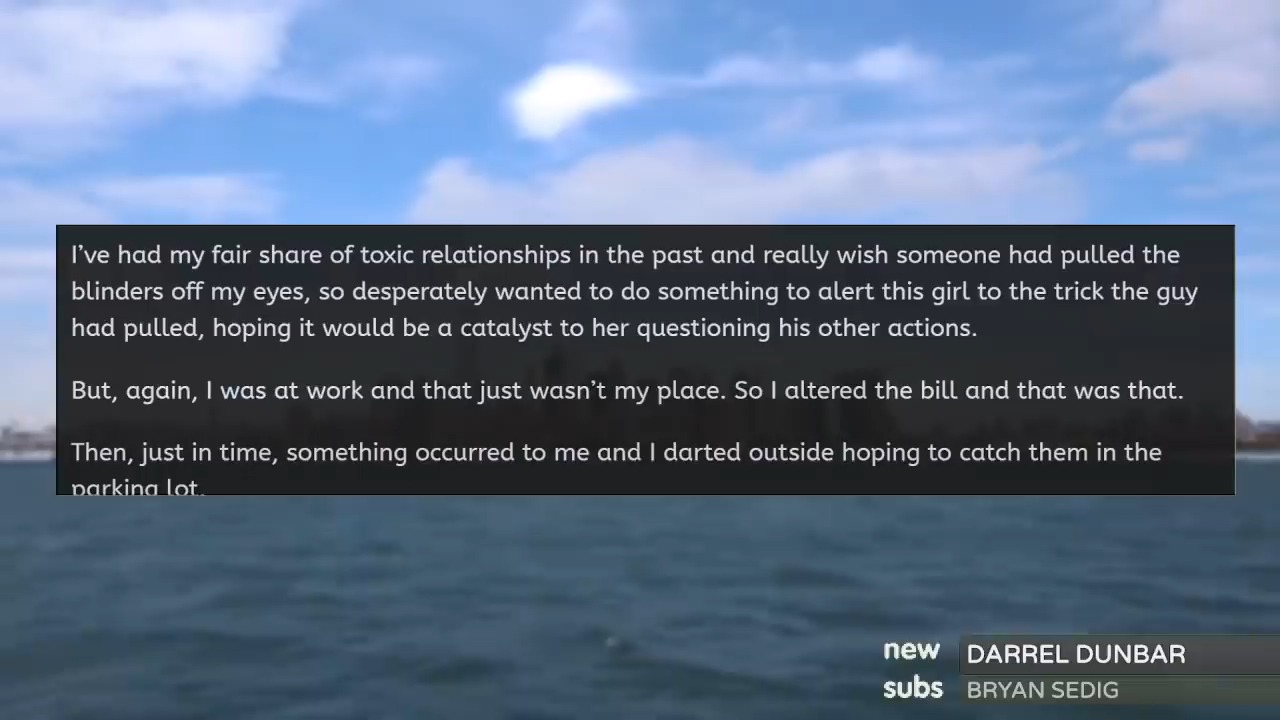 I’ve had my fair share of toxic relationships in the past and really wish someone had pulled the
blinders off my eyes, so desperately wanted to do something to alert this girl to the trick the guy
had pulled, hoping it would be a catalyst to her questioning his other actions.
But, again, I was at work and that just wasn’t my place. So I altered the bill and that was that.
Then, just in time, something occurred to me and I darted outside hoping to catch them in the
parking lot.
new DARREL DUNBAR
subs BRYAN SEDIG